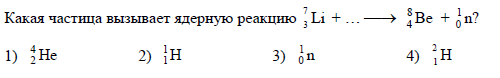 Какая частица вызывает ядерную реакцию ⁷₃Li + … ⟶ ⁸₄Be + ¹₀n?
1) ⁴₂He 2) ¹₁H 3) ¹₀n 4) ²₁H